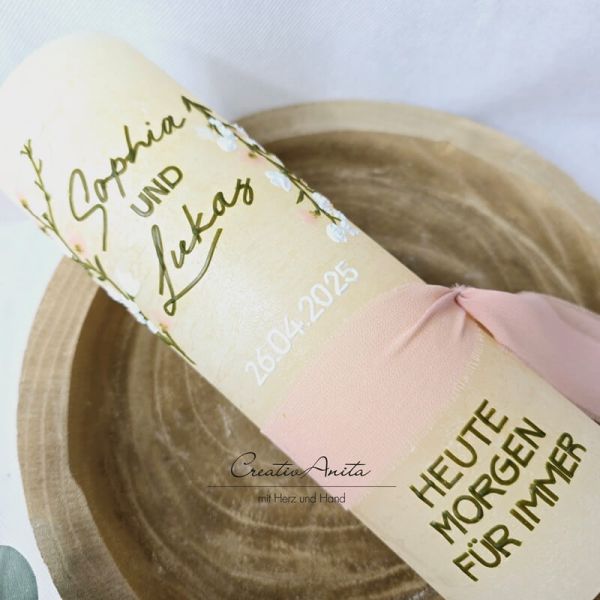 Sophia
UND
Lukas
26.04.2025
HEUTE
MORGEN
FÜR IMMER
CreativAnita
mit Herz und Hand